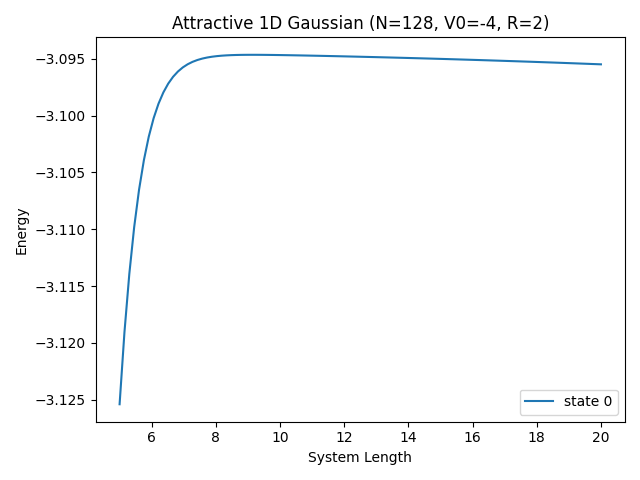 Attractive 1D Gaussian (N=128, V0=-4, R=2)
Energy
−3.095
−3.100
−3.105
−3.110
−3.115
−3.120
−3.125
state 0
6 8 10 12 14 16 18 20
System Length